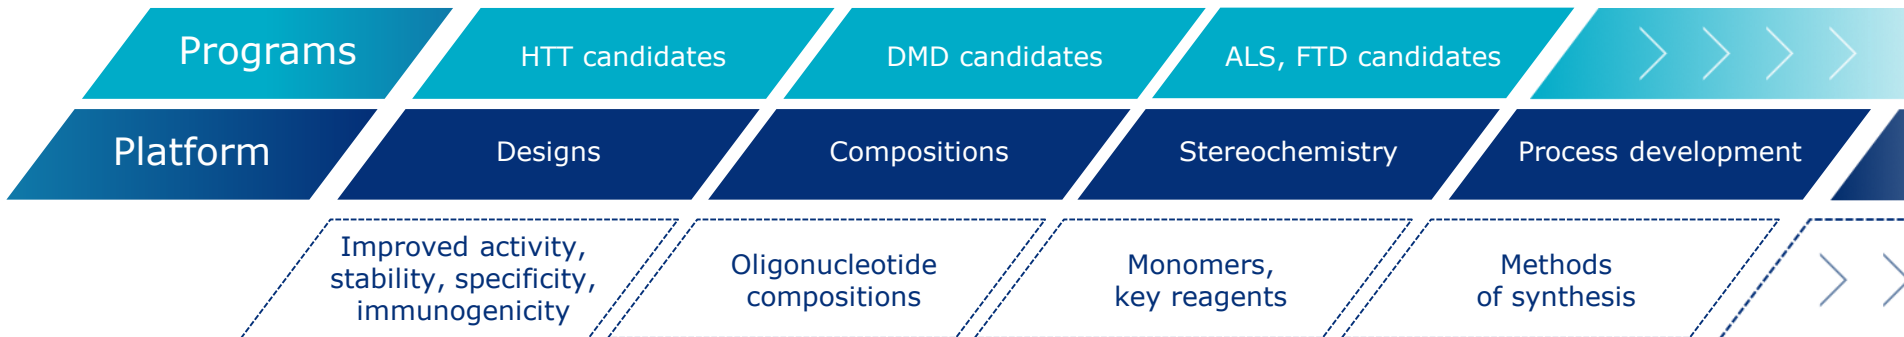 Programs
HTT candidates
DMD candidates
ALS, FTD candidates
Platform
Designs
Compositions
Stereochemistry
Process development
Improved activity,
stability, specificity,
immunogenicity
Oligonucleotide
compositions
Monomers,
key reagents
Methods
of synthesis